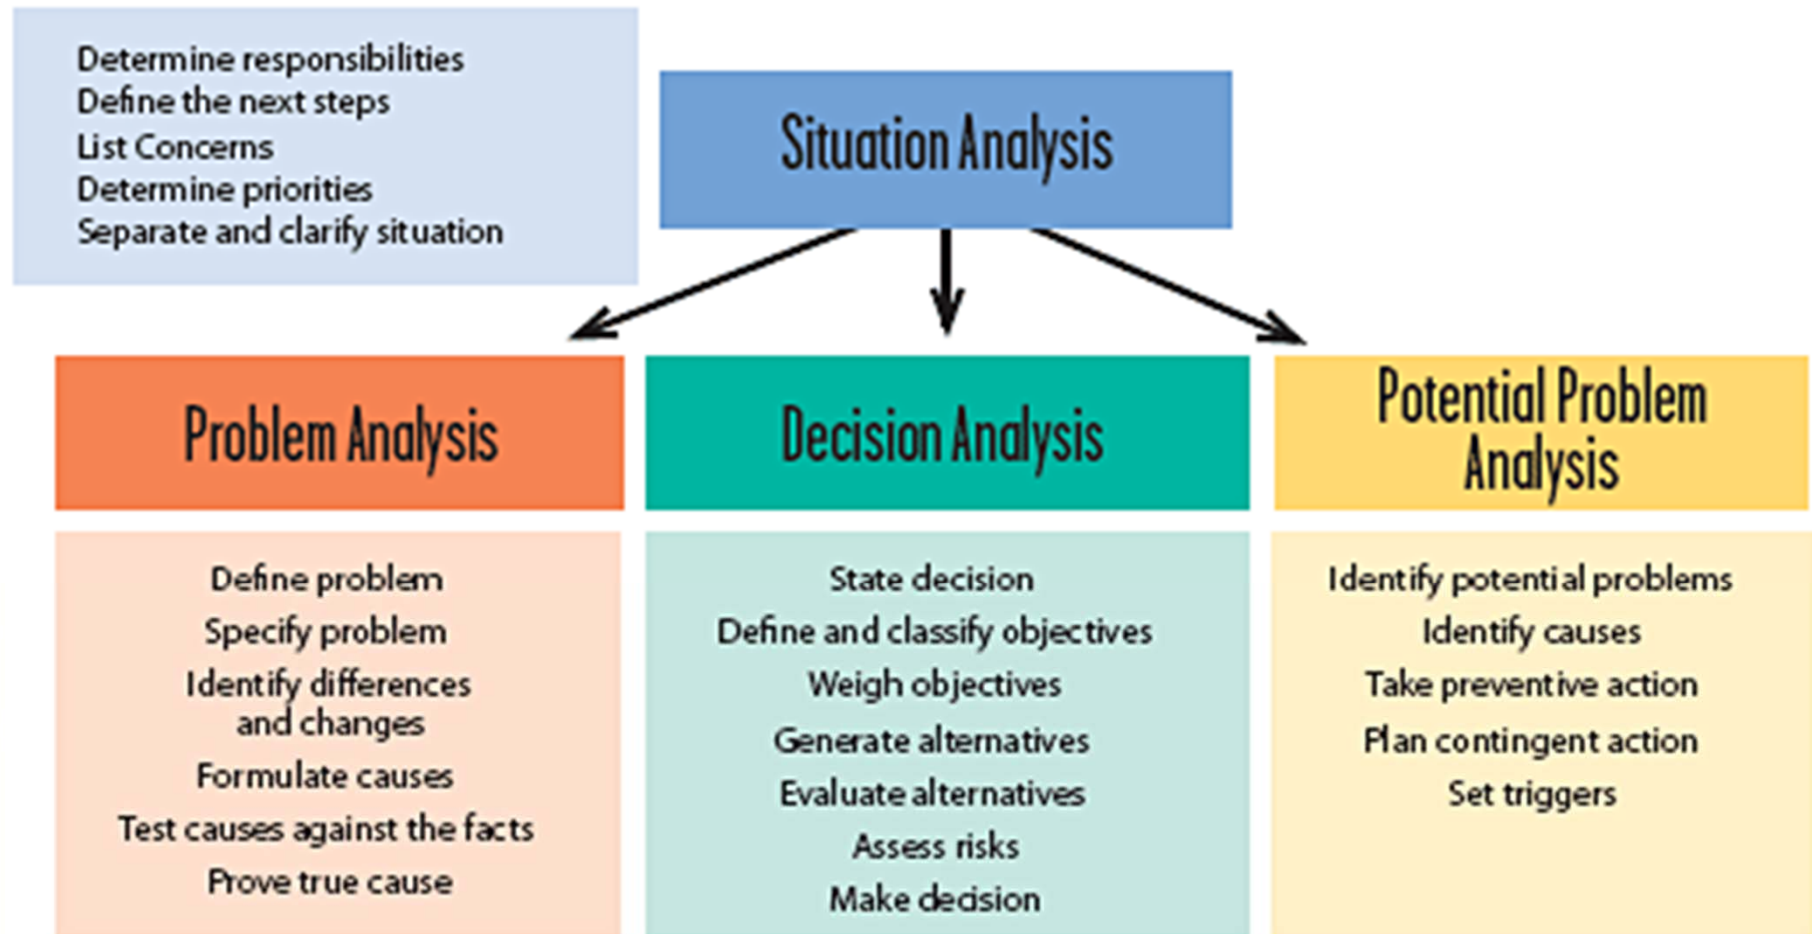 Determine responsibilities
Define the next steps
List Concerns
Determine priorities
Separate and clarify situation
Situation Analysis
Problem Analysis
Define problem
Specify problem
Identify differences
and changes
Formulate causes
Test causes against the facts
Prove true cause
Decision Analysis
State decision
Define and classify objectives
Weigh objectives
Generate alternatives
Evaluate alternatives
Assess risks
Make decision
Potential Problem
Analysis
Identify potential problems
Identify causes
Take preventive action
Plan contingent action
Set triggers